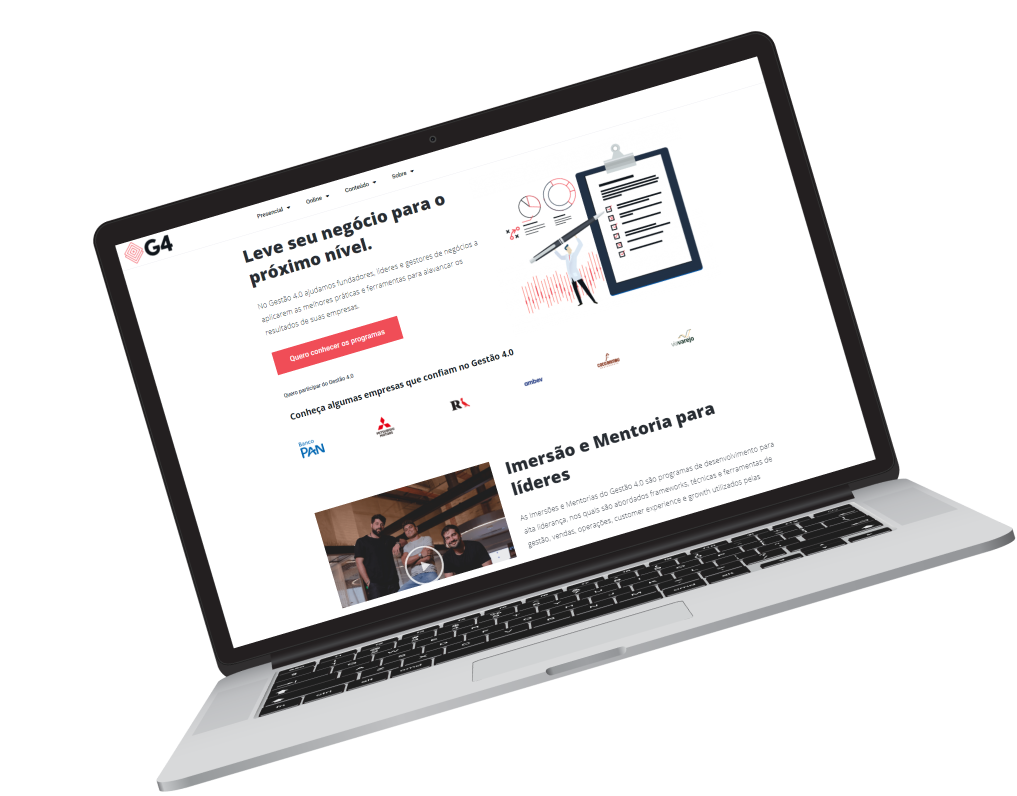 G4
Presencial
Online
Conteúdo
Sobre
Leve seu negócio para o
próximo nível.
No Gestão 4.0 ajudamos fundadores, líderes e gestores de negócios a
aplicarem as melhores práticas e ferramentas para alavancar os
resultados de suas empresas.
Quero conhecer os programas
Quero participar do Gestão 4.0
Conheça algumas empresas que confiam no Gestão 4.0
Banco
PAN
MITSUBISHI
MOTORS
R
ambev
viavarejo
Imersão e Mentoria para
líderes
As Imersões e Mentorias do Gestão 4.0 são programas de desenvolvimento para
alta liderança, nos quais são abordados frameworks, técnicas e ferramentas de
gestão, vendas, operações, customer experience e growth utilizados pelas